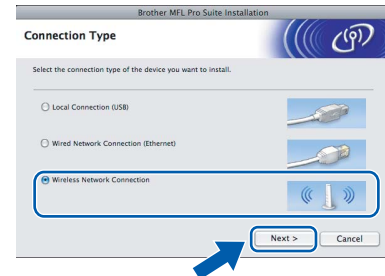 Brother MFL Pro Suite Installation
Connection Type
Select the connection type of the device you want to install.
Local Connection (USB)
Wired Network Connection (Ethernet)
Wireless Network Connection
Next >
Cancel